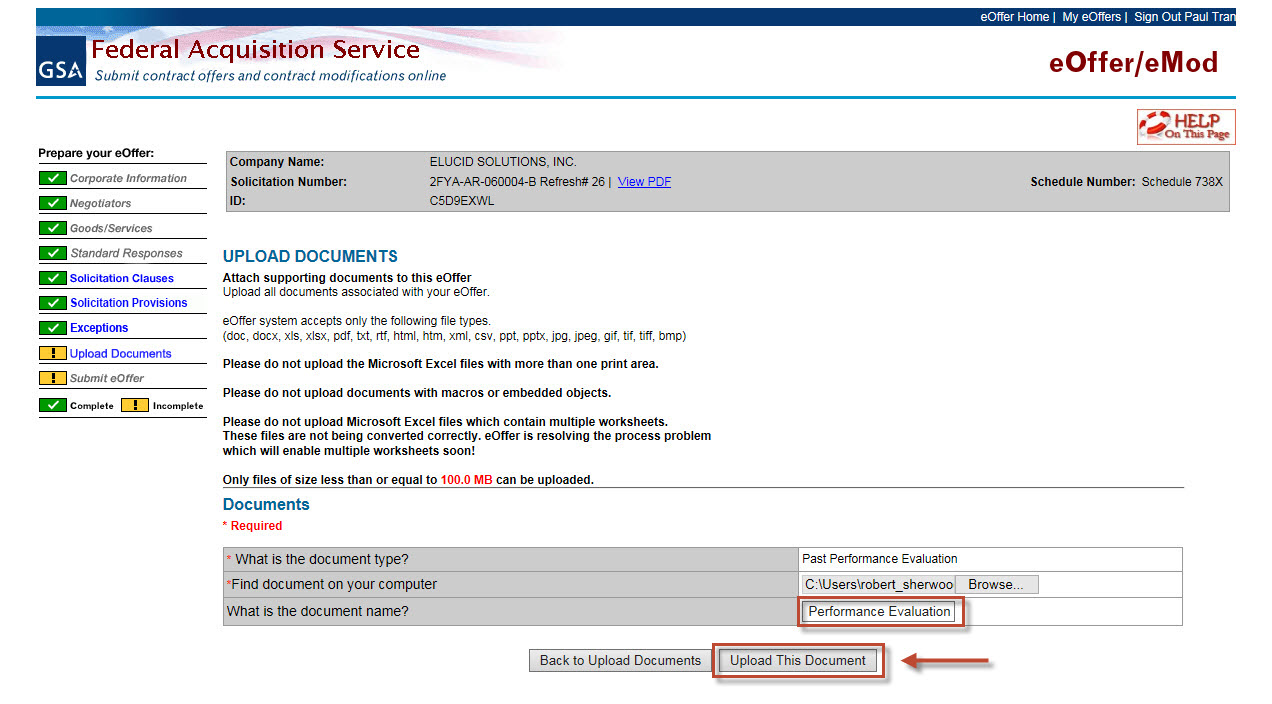 eOffer Home | My eOffers | Sign Out Paul Tran
GSA
Federal Acquisition Service
Submit contract offers and contract modifications online
eOffer/eMod
HELP
On This Page
Prepare your eOffer:
Corporate Information
Negotiators
Goods/Services
Standard Responses
Solicitation Clauses
Solicitation Provisions
Exceptions
Upload Documents
Submit eOffer
Complete ! Incomplete
Company Name: ELUCID SOLUTIONS, INC.
Solicitation Number: 2FYA-AR-060004-B Refresh# 26 | View PDF Schedule Number: Schedule 738X
ID: C5D9EXWL
UPLOAD DOCUMENTS
Attach supporting documents to this eOffer
Upload all documents associated with your eOffer.
eOffer system accepts only the following file types.
(doc, docx, xls, xlsx, pdf, txt, rtf, html, htm, xml, csv, ppt, pptx, jpg, jpeg, gif, tif, tiff, bmp)
Please do not upload the Microsoft Excel files with more than one print area.
Please do not upload documents with macros or embedded objects.
Please do not upload Microsoft Excel files which contain multiple worksheets.
These files are not being converted correctly. eOffer is resolving the process problem
which will enable multiple worksheets soon!
Only files of size less than or equal to 100.0 MB can be uploaded.
Documents
* Required
* What is the document type? Past Performance Evaluation
*Find document on your computer C:\Users\robert_sherwoo Browse...
What is the document name? Performance Evaluation
Back to Upload Documents Upload This Document